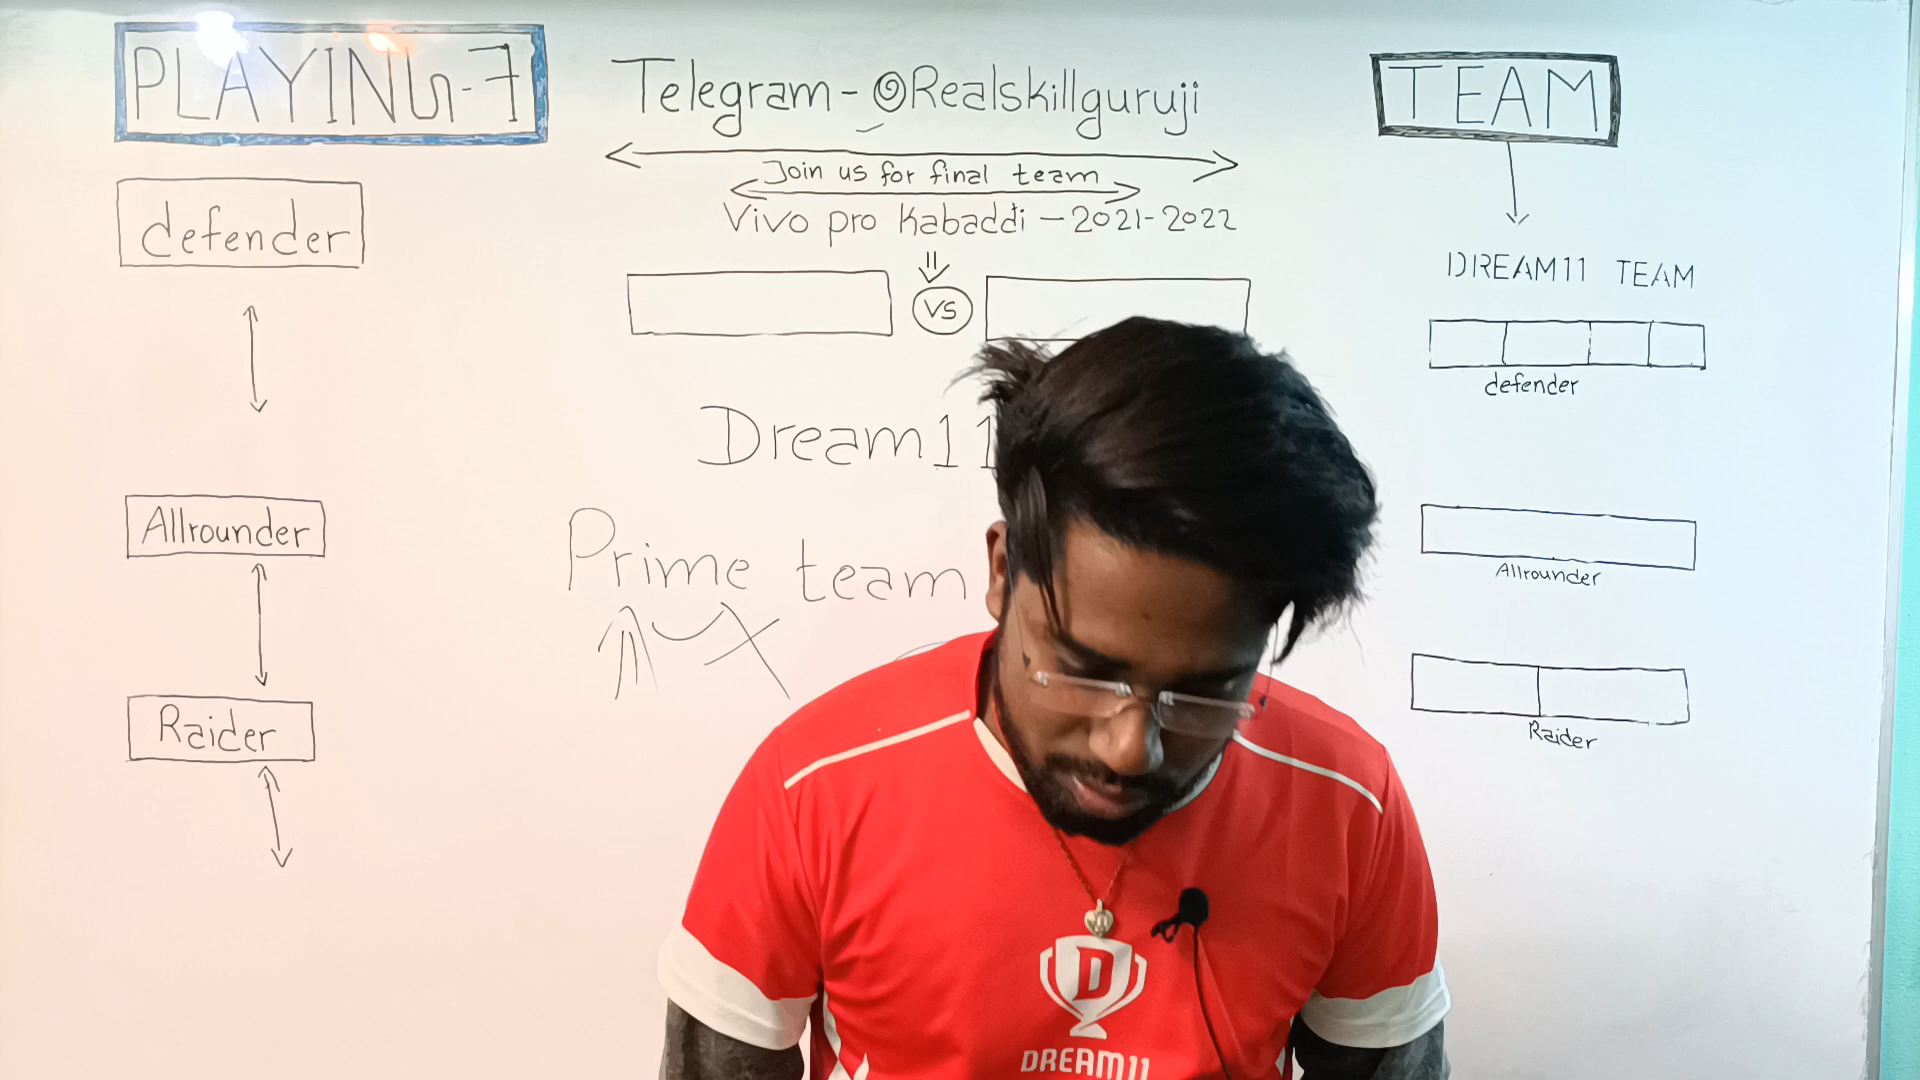 PLAYING-7
Telegram - @Realskillguruji
Join us for final team
Vivo pro Kabaddi - 2021-2022
VS
Dream11
Prime team
defender
Allrounder
Raider
TEAM
DREAM11 TEAM
defender
Allrounder
Raider
D
DREAM11